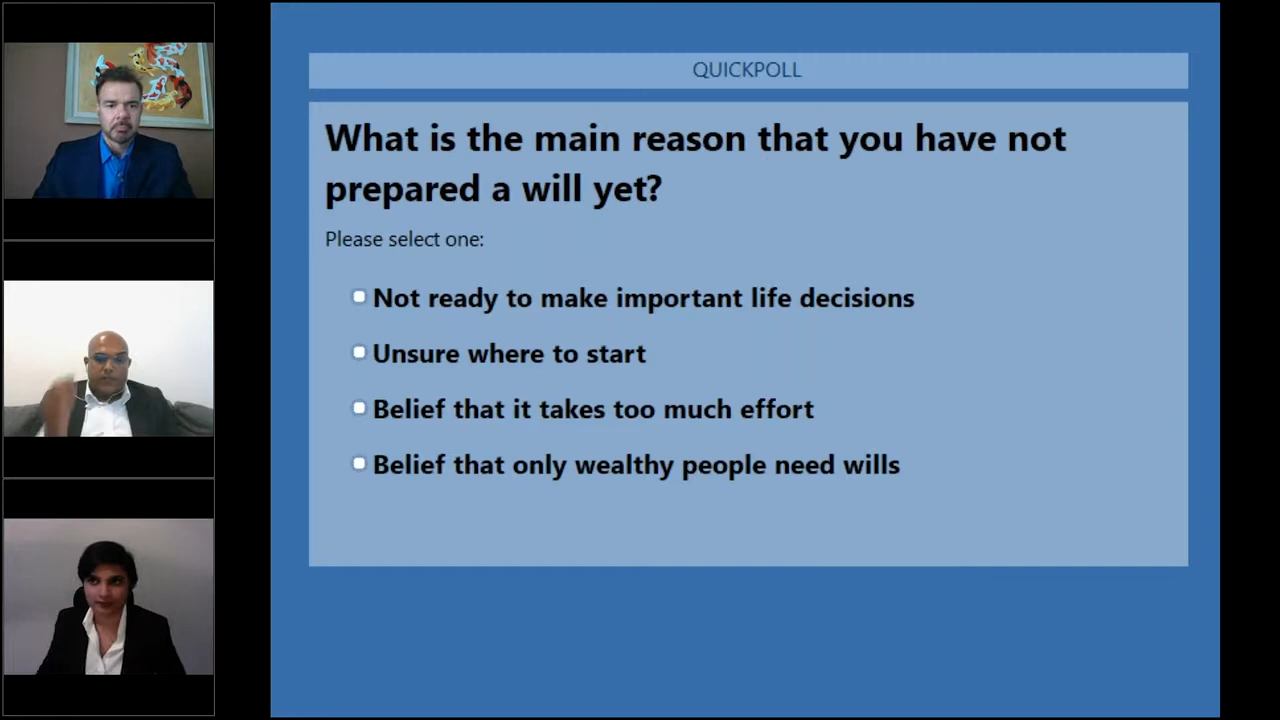 QUICKPOLL
What is the main reason that you have not
prepared a will yet?
Please select one:
Not ready to make important life decisions
Unsure where to start
Belief that it takes too much effort
Belief that only wealthy people need wills